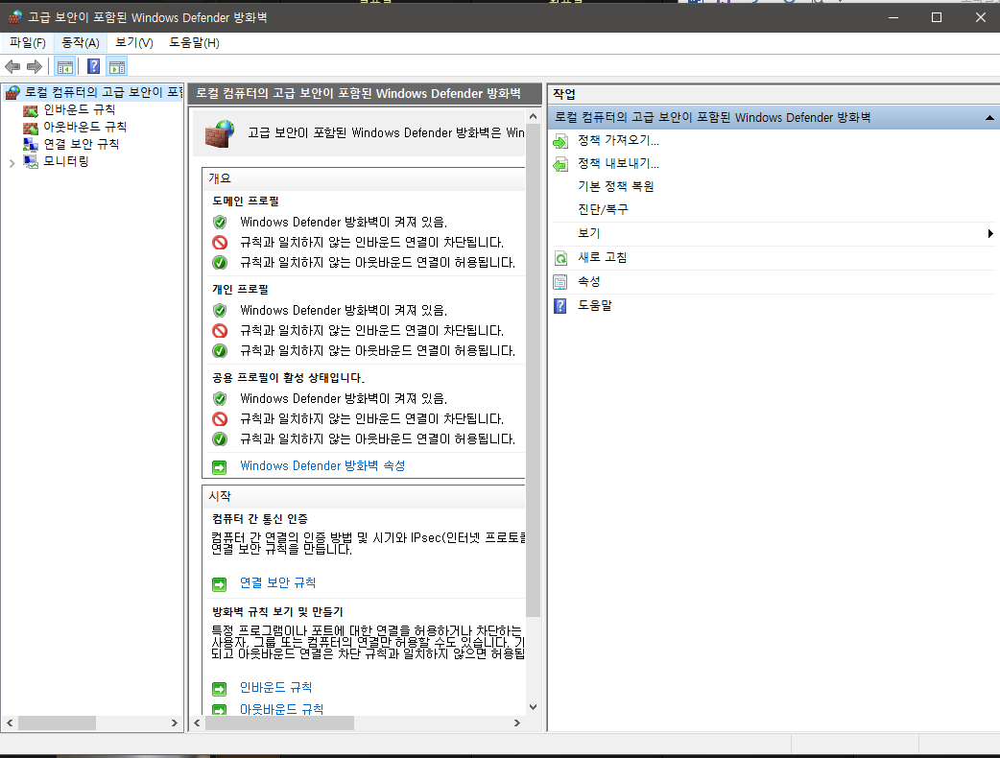 고급 보안이 포함된 Windows Defender 방화벽
파일(F) 동작(A) 보기(V) 도움말(H)
로컬 컴퓨터의 고급 보안이 포함
인바운드 규칙
아웃바운드 규칙
연결 보안 규칙
모니터링
로컬 컴퓨터의 고급 보안이 포함된 Windows Defender 방화벽
고급 보안이 포함된 Windows Defender 방화벽은 Win
개요
도메인 프로필
Windows Defender 방화벽이 켜져 있음.
규칙과 일치하지 않는 인바운드 연결이 차단됩니다.
규칙과 일치하지 않는 아웃바운드 연결이 허용됩니다.
개인 프로필
Windows Defender 방화벽이 켜져 있음.
규칙과 일치하지 않는 인바운드 연결이 차단됩니다.
규칙과 일치하지 않는 아웃바운드 연결이 허용됩니다.
공용 프로필이 활성 상태입니다.
Windows Defender 방화벽이 켜져 있음.
규칙과 일치하지 않는 인바운드 연결이 차단됩니다.
규칙과 일치하지 않는 아웃바운드 연결이 허용됩니다.
Windows Defender 방화벽 속성
시작
컴퓨터 간 통신 인증
컴퓨터 간 연결의 인증 방법 및 시기와 IPsec(인터넷 프로토콜
연결 보안 규칙을 만듭니다.
연결 보안 규칙
방화벽 규칙 보기 및 만들기
특정 프로그램이나 포트에 대한 연결을 허용하거나 차단하는
사용자, 그룹 또는 컴퓨터의 연결만 허용할 수도 있습니다. 기
되고 아웃바운드 연결은 차단 규칙과 일치하지 않으면 허용됩
인바운드 규칙
아웃바운드 규칙
작업
로컬 컴퓨터의 고급 보안이 포함된 Windows Defender 방화벽
정책 가져오기...
정책 내보내기...
기본 정책 복원
진단/복구
보기
새로 고침
속성
도움말